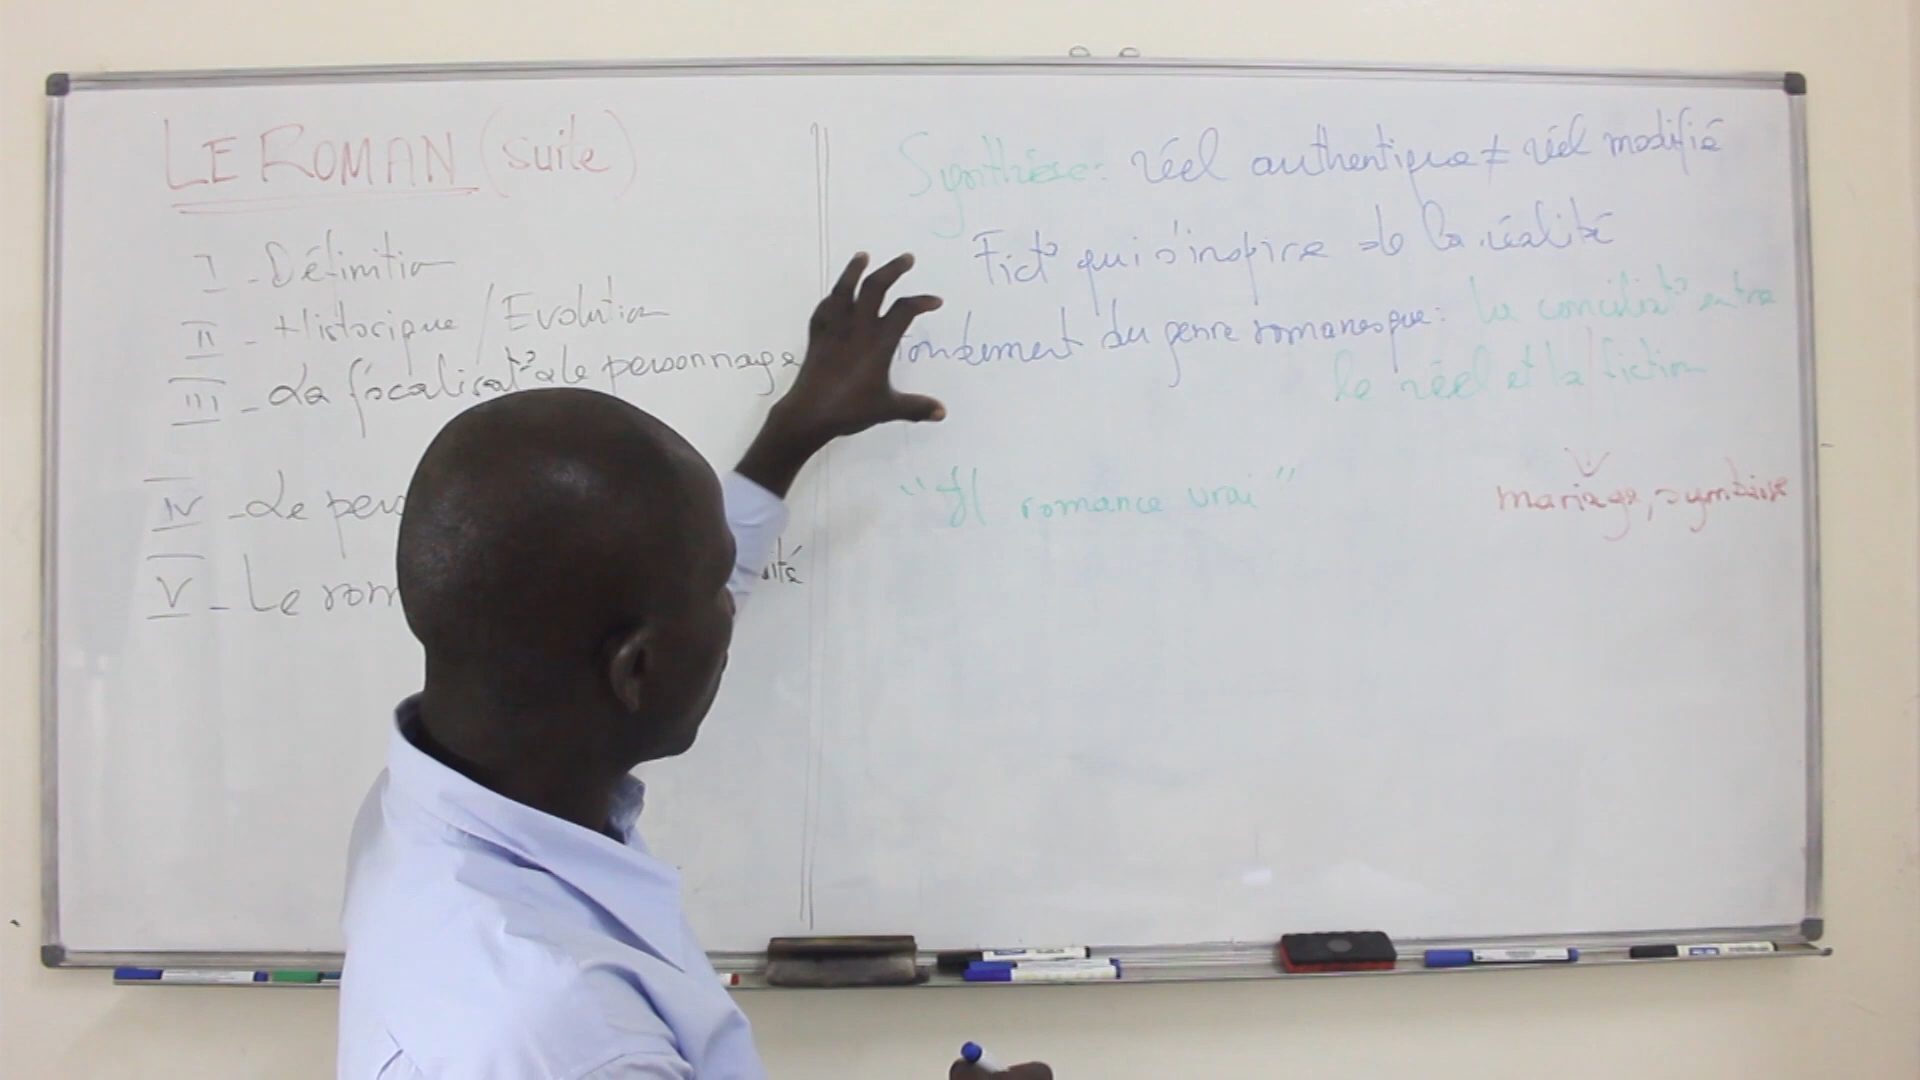 LE ROMAN (suite)
I - Définition
II - Historique / Evolution
III - La focalisat° & le personnage
IV - Le pers
V - Le rom ité
Synthèse: réel authentique ≠ réel modifié
Fict° qui s'inspire de la réalité
fondement du genre romanesque: la conciliat° entre
le réel et la fiction
"Il romance vrai"
mariage, symbiose